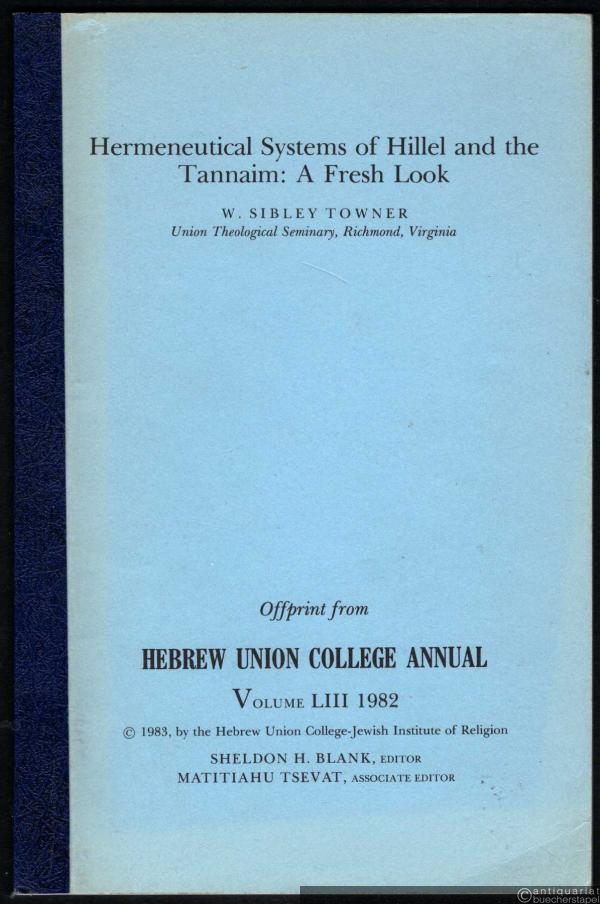 Hermeneutical Systems of Hillel and the
Tannaim: A Fresh Look
W. SIBLEY TOWNER
Union Theological Seminary, Richmond, Virginia
Offprint from
HEBREW UNION COLLEGE ANNUAL
VOLUME LIII 1982
© 1983, by the Hebrew Union College-Jewish Institute of Religion
SHELDON H. BLANK, EDITOR
MATITIAHU TSEVAT, ASSOCIATE EDITOR
©antiquariat
buecherstapel